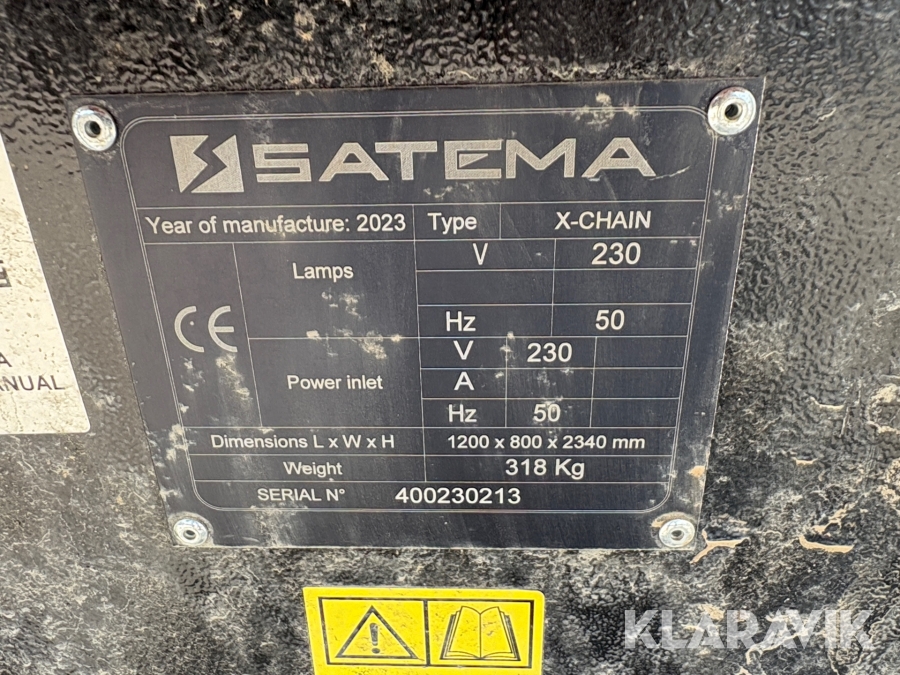 SATEMA
Year of manufacture: 2023 Type X-CHAIN
Lamps V 230
Hz 50
CE
Power inlet V 230
A
Hz 50
Dimensions L x W x H 1200 x 800 x 2340 mm
Weight 318 Kg
SERIAL N° 400230213
KLARAVIK